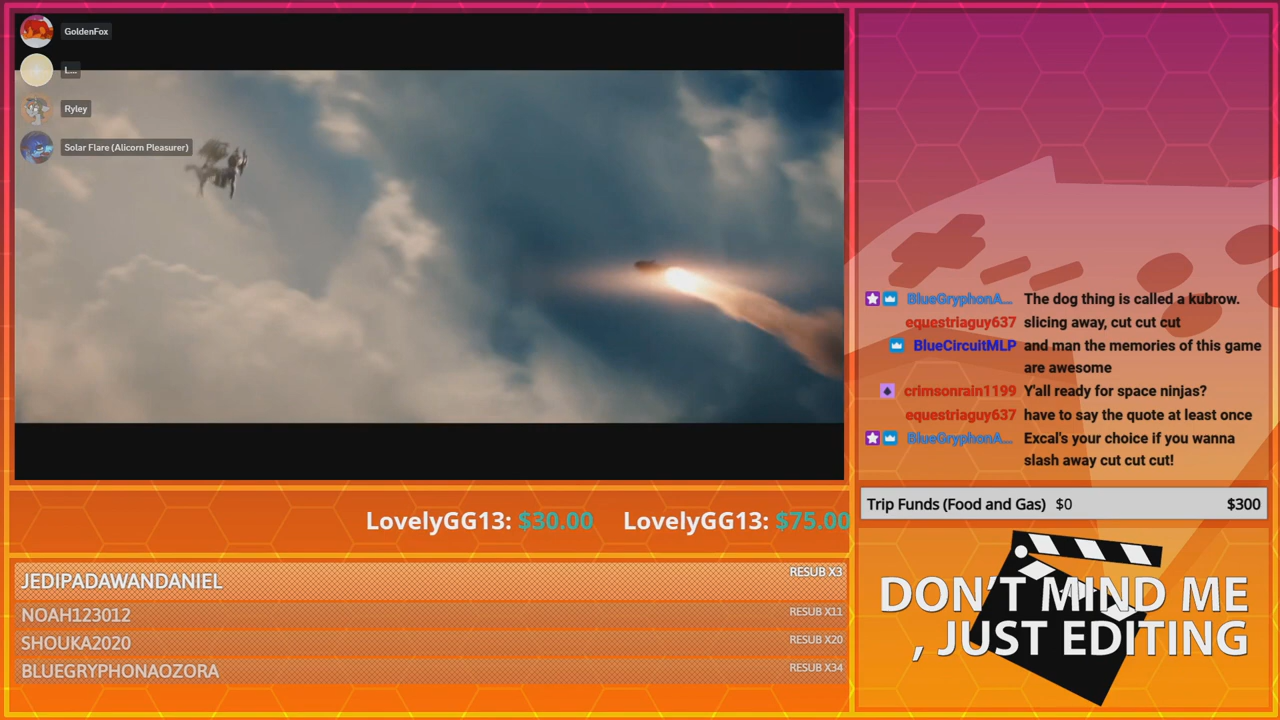 GoldenFox
L...
Ryley
Solar Flare (Alicorn Pleasurer)
BlueGryphonA... The dog thing is called a kubrow.
equestriaguy637 slicing away, cut cut cut
BlueCircuitMLP and man the memories of this game
are awesome
crimsonrain1199 Y'all ready for space ninjas?
equestriaguy637 have to say the quote at least once
BlueGryphonA... Excal's your choice if you wanna
slash away cut cut cut!
Trip Funds (Food and Gas) $0 $300
LovelyGG13: $30.00 LovelyGG13: $75.00
JEDIPADAWANDANIEL RESUB X3
NOAH123012 RESUB X11
SHOUKA2020 RESUB X20
BLUEGRYPHONAOZORA RESUB X34
DON'T MIND ME
, JUST EDITING